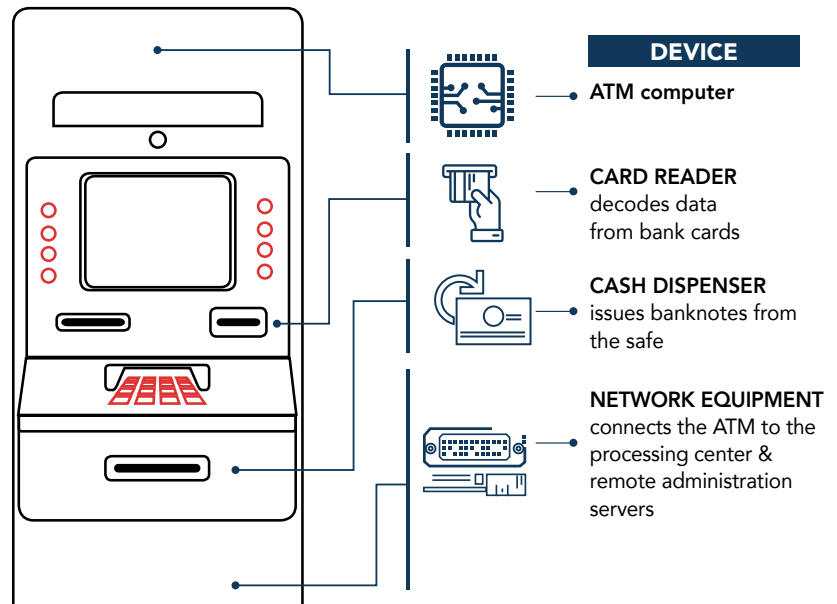 DEVICE
ATM computer
CARD READER
decodes data
from bank cards
CASH DISPENSER
issues banknotes from
the safe
NETWORK EQUIPMENT
connects the ATM to the
processing center &
remote administration
servers